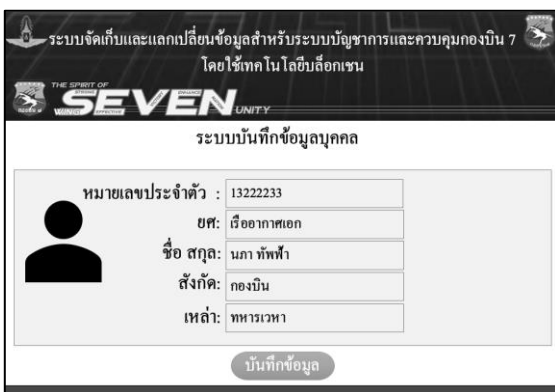 ระบบจัดเก็บและแลกเปลี่ยนข้อมูลสำหรับระบบบัญชาการและควบคุมกองบิน 7
โดยใช้เทคโนโลยีบล็อกเชน
THE SPIRIT OF
SEVEN
UNITY
ระบบบันทึกข้อมูลบุคคล
หมายเลขประจำตัว : 13222233
ยศ: เรืออากาศเอก
ชื่อ สกุล: นภา ทัพฟ้า
สังกัด: กองบิน
เหล่า: ทหารเวหา
บันทึกข้อมูล